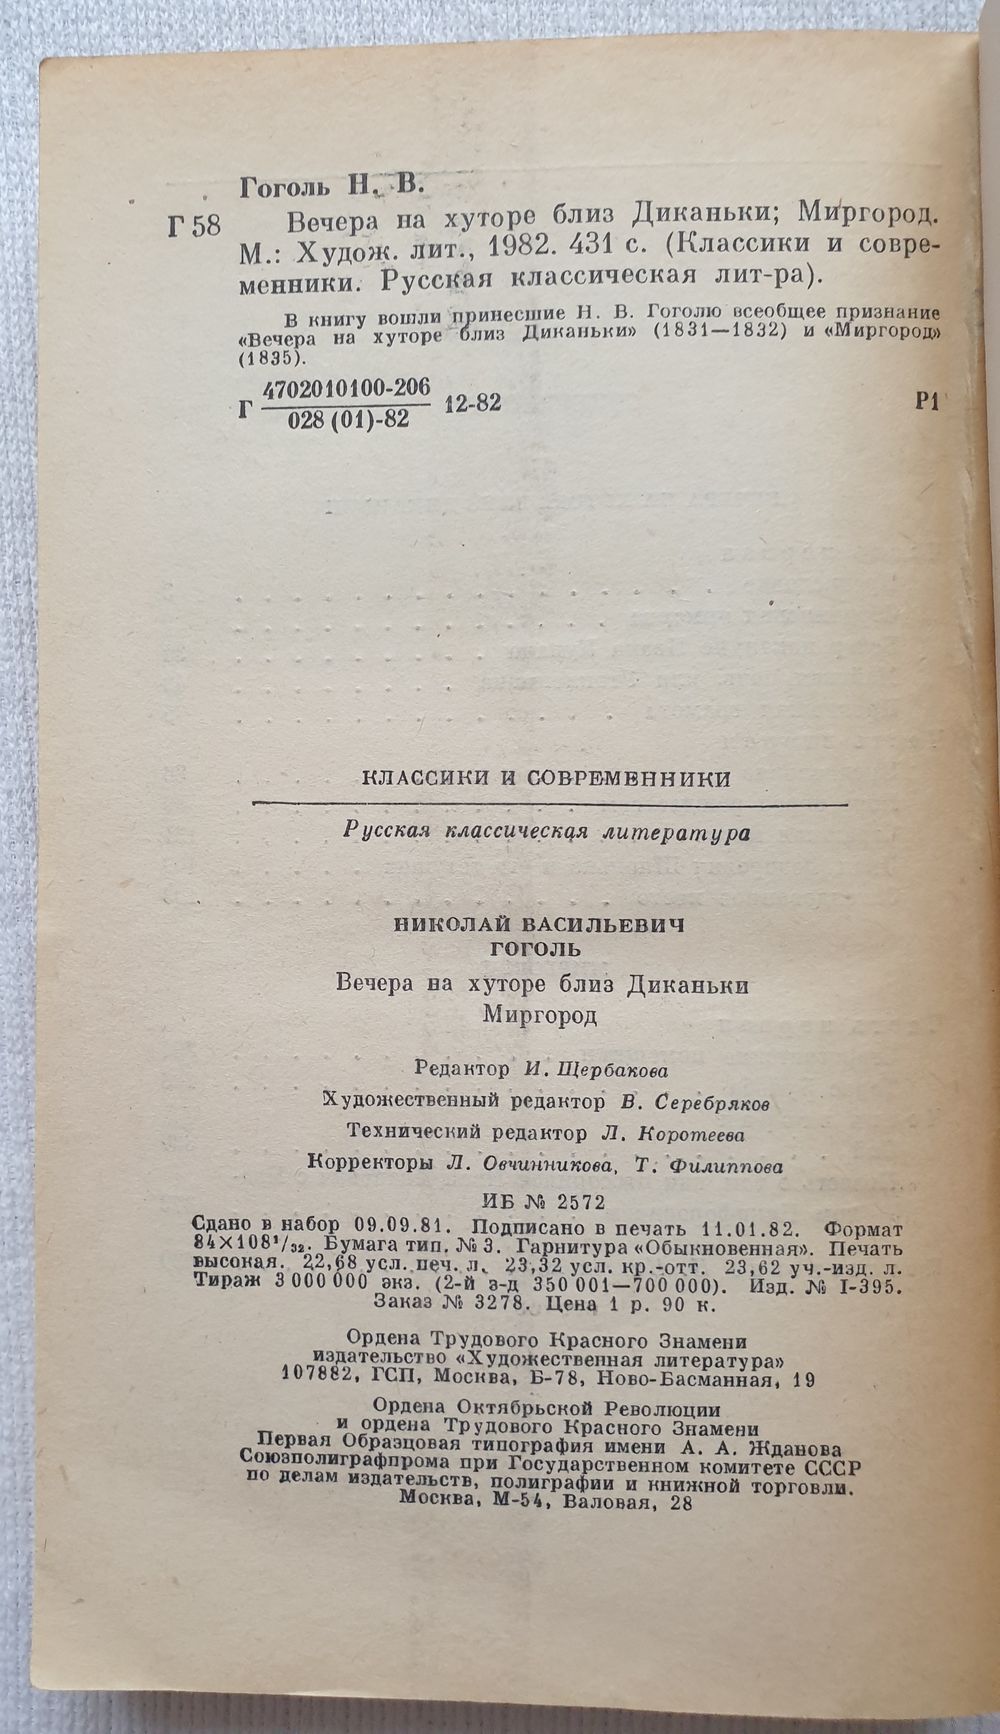 Гоголь Н. В.
Г 58 Вечера на хуторе близ Диканьки; Миргород.
М.: Худож. лит., 1982. 431 с. (Классики и совре-
менники. Русская классическая лит-ра).
В книгу вошли принесшие Н. В. Гоголю всеобщее признание
«Вечера на хуторе близ Диканьки» (1831—1832) и «Миргород»
(1835).
Г 4702010100-206 / 028 (01)-82 12-82 Р1
КЛАССИКИ И СОВРЕМЕННИКИ
Русская классическая литература
НИКОЛАЙ ВАСИЛЬЕВИЧ
ГОГОЛЬ
Вечера на хуторе близ Диканьки
Миргород
Редактор И. Щербакова
Художественный редактор В. Серебряков
Технический редактор Л. Коротеева
Корректоры Л. Овчинникова, Т. Филиппова
ИБ № 2572
Сдано в набор 09.09.81. Подписано в печать 11.01.82. Формат
84×108¹/₃₂. Бумага тип. № 3. Гарнитура «Обыкновенная». Печать
высокая. 22,68 усл. печ. л. 23,32 усл. кр.-отт. 23,62 уч.-изд. л.
Тираж 3 000 000 экз. (2-й з-д 350 001—700 000). Изд. № I-395.
Заказ № 3278. Цена 1 р. 90 к.
Ордена Трудового Красного Знамени
издательство «Художественная литература»
107882, ГСП, Москва, Б-78, Ново-Басманная, 19
Ордена Октябрьской Революции
и ордена Трудового Красного Знамени
Первая Образцовая типография имени А. А. Жданова
Союзполиграфпрома при Государственном комитете СССР
по делам издательств, полиграфии и книжной торговли.
Москва, М-54, Валовая, 28